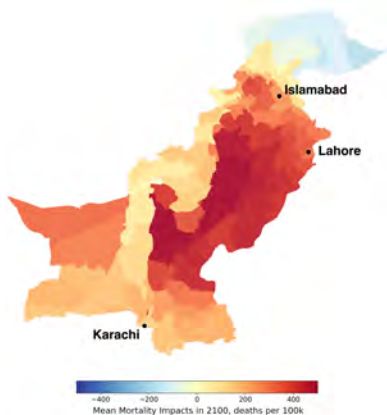 Islamabad
Lahore
Karachi
−400 −200 0 200 400
Mean Mortality Impacts in 2100, deaths per 100k